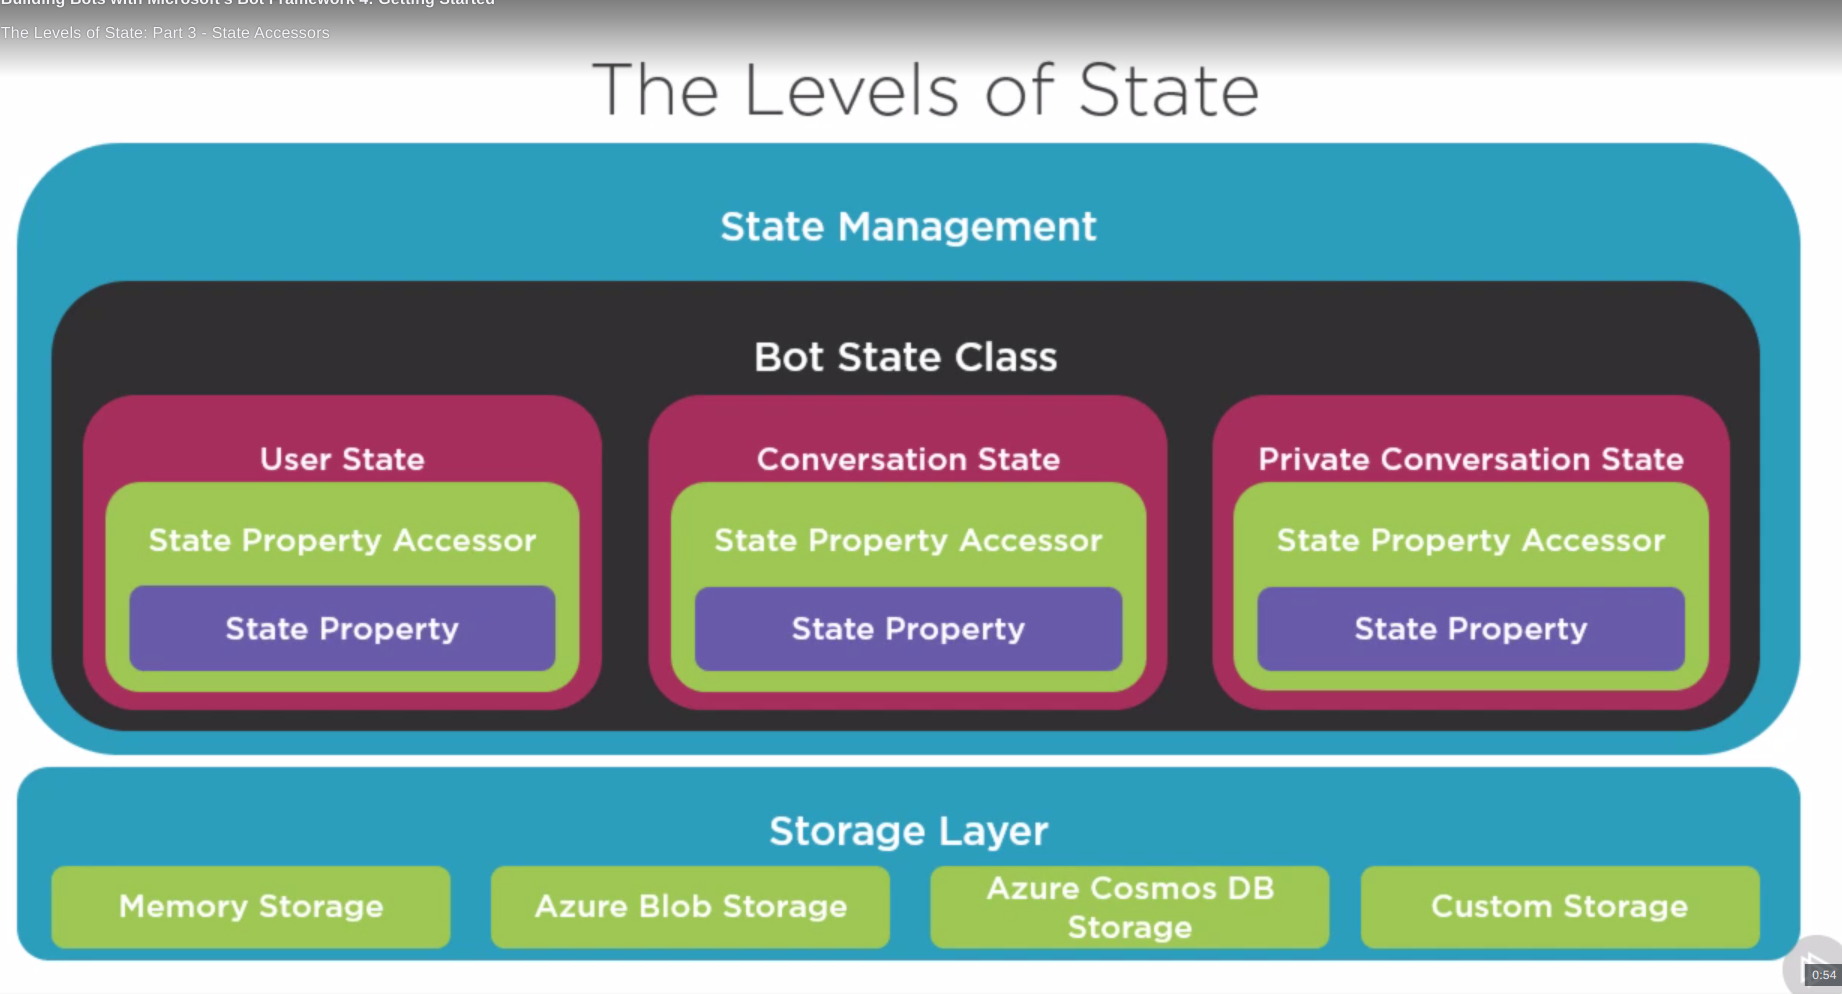 Building Bots with Microsoft's Bot Framework 4: Getting Started
The Levels of State: Part 3 - State Accessors
The Levels of State
State Management
Bot State Class
User State
State Property Accessor
State Property
Conversation State
State Property Accessor
State Property
Private Conversation State
State Property Accessor
State Property
Storage Layer
Memory Storage
Azure Blob Storage
Azure Cosmos DB
Storage
Custom Storage
0:54